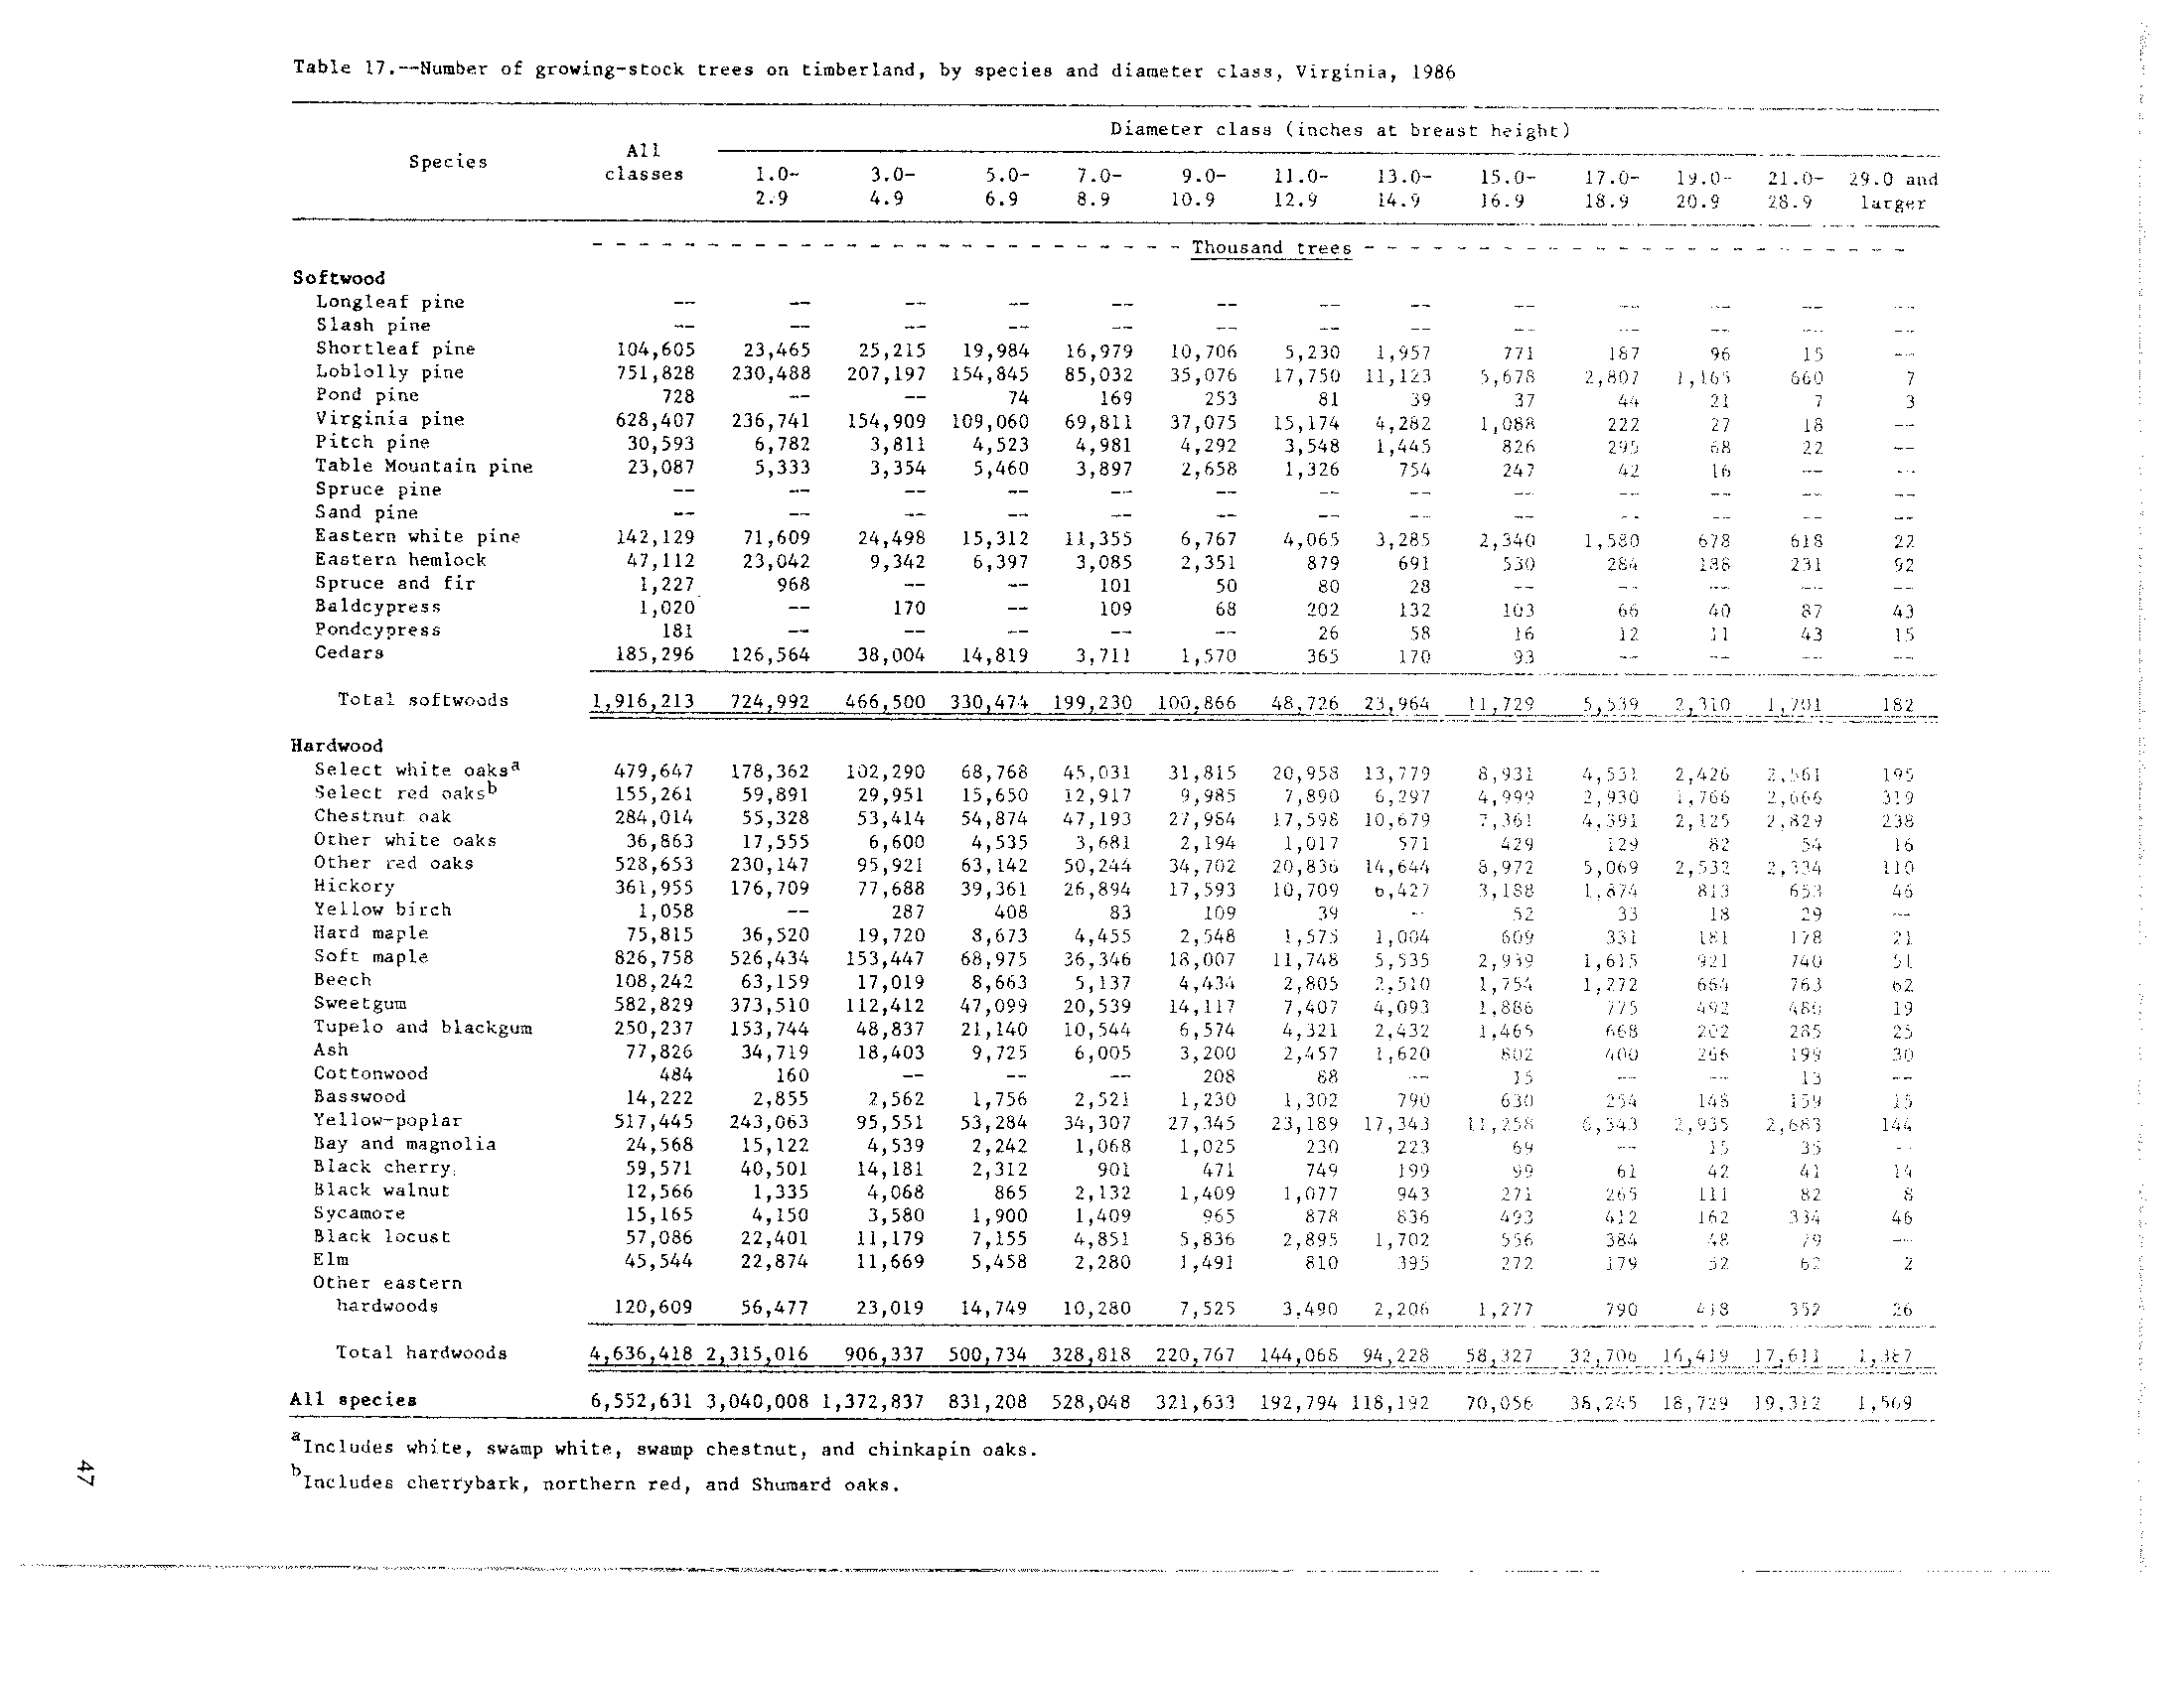 Table 17.--Number of growing-stock trees on timberland, by species and diameter class, Virginia, 1986
Diameter class (inches at breast height)
Species All classes 1.0- 3.0- 5.0- 7.0- 9.0- 11.0- 13.0- 15.0- 17.0- 19.0- 21.0- 29.0 and
2.9 4.9 6.9 8.9 10.9 12.9 14.9 16.9 18.9 20.9 28.9 larger
- - - - - - - - - - - - - - - - - - - - - - - - - - Thousand trees - - - - - - - - - - - - - - - - - - - - - - - -
Softwood
Longleaf pine -- -- -- -- -- -- -- -- -- -- -- -- --
Slash pine -- -- -- -- -- -- -- -- -- -- -- -- --
Shortleaf pine 104,605 23,465 25,215 19,984 16,979 10,706 5,230 1,957 771 187 96 15 --
Loblolly pine 751,828 230,488 207,197 154,845 85,032 35,076 17,750 11,123 5,678 2,807 1,165 660 7
Pond pine 728 -- -- 74 169 253 81 39 37 44 21 7 3
Virginia pine 628,407 236,741 154,909 109,060 69,811 37,075 15,174 4,282 1,088 222 27 18 --
Pitch pine 30,593 6,782 3,811 4,523 4,981 4,292 3,548 1,445 826 295 68 22 --
Table Mountain pine 23,087 5,333 3,354 5,460 3,897 2,658 1,326 754 247 42 16 -- --
Spruce pine -- -- -- -- -- -- -- -- -- -- -- -- --
Sand pine -- -- -- -- -- -- -- -- -- -- -- -- --
Eastern white pine 142,129 71,609 24,498 15,312 11,355 6,767 4,065 3,285 2,340 1,580 678 618 22
Eastern hemlock 47,112 23,042 9,342 6,397 3,085 2,351 879 691 530 284 188 231 92
Spruce and fir 1,227 968 -- -- 101 50 80 28 -- -- -- -- --
Baldcypress 1,020 -- 170 -- 109 68 202 132 103 66 40 87 43
Pondcypress 181 -- -- -- -- -- 26 58 16 12 11 43 15
Cedars 185,296 126,564 38,004 14,819 3,711 1,570 365 170 93 -- -- -- --
Total softwoods 1,916,213 724,992 466,500 330,474 199,230 100,866 48,726 23,964 11,729 5,539 2,310 1,701 182
Hardwood
Select white oaks^a 479,647 178,362 102,290 68,768 45,031 31,815 20,958 13,779 8,931 4,531 2,426 2,561 195
Select red oaks^b 155,261 59,891 29,951 15,650 12,917 9,985 7,890 6,297 4,999 2,930 1,766 2,666 319
Chestnut oak 284,014 55,328 53,414 54,874 47,193 27,984 17,598 10,679 7,361 4,391 2,125 2,829 238
Other white oaks 36,863 17,555 6,600 4,535 3,681 2,194 1,017 571 429 129 82 54 16
Other red oaks 528,653 230,147 95,921 63,142 50,244 34,702 20,836 14,644 8,972 5,069 2,532 2,334 110
Hickory 361,955 176,709 77,688 39,361 26,894 17,593 10,709 6,427 3,188 1,874 813 653 46
Yellow birch 1,058 -- 287 408 83 109 39 -- 52 33 18 29 --
Hard maple 75,815 36,520 19,720 8,673 4,455 2,548 1,575 1,004 609 331 181 178 21
Soft maple 826,758 526,434 153,447 68,975 36,346 18,007 11,748 5,535 2,939 1,615 921 740 51
Beech 108,242 63,159 17,019 8,663 5,137 4,434 2,805 2,510 1,754 1,272 664 763 62
Sweetgum 582,829 373,510 112,412 47,099 20,539 14,117 7,407 4,093 1,886 775 492 480 19
Tupelo and blackgum 250,237 153,744 48,837 21,140 10,544 6,574 4,321 2,432 1,465 668 202 285 25
Ash 77,826 34,719 18,403 9,725 6,005 3,200 2,457 1,620 802 400 266 199 30
Cottonwood 484 160 -- -- -- 208 88 -- 15 -- -- 13 --
Basswood 14,222 2,855 2,562 1,756 2,521 1,230 1,302 790 630 254 148 159 15
Yellow-poplar 517,445 243,063 95,551 53,284 34,307 27,345 23,189 17,343 11,258 6,343 2,935 2,683 144
Bay and magnolia 24,568 15,122 4,539 2,242 1,068 1,025 230 223 69 -- 15 35 --
Black cherry 59,571 40,501 14,181 2,312 901 471 749 199 99 61 42 41 14
Black walnut 12,566 1,335 4,068 865 2,132 1,409 1,077 943 271 265 111 82 8
Sycamore 15,165 4,150 3,580 1,900 1,409 965 878 836 493 412 162 334 46
Black locust 57,086 22,401 11,179 7,155 4,851 5,836 2,895 1,702 556 384 48 79 --
Elm 45,544 22,874 11,669 5,458 2,280 1,491 810 395 272 179 52 62 2
Other eastern
hardwoods 120,609 56,477 23,019 14,749 10,280 7,525 3,490 2,206 1,277 790 418 352 26
Total hardwoods 4,636,418 2,315,016 906,337 500,734 328,818 220,767 144,068 94,228 58,327 32,706 16,419 17,611 1,387
All species 6,552,631 3,040,008 1,372,837 831,208 528,048 321,633 192,794 118,192 70,056 38,245 18,729 19,312 1,569
^a Includes white, swamp white, swamp chestnut, and chinkapin oaks.
^b Includes cherrybark, northern red, and Shumard oaks.
47